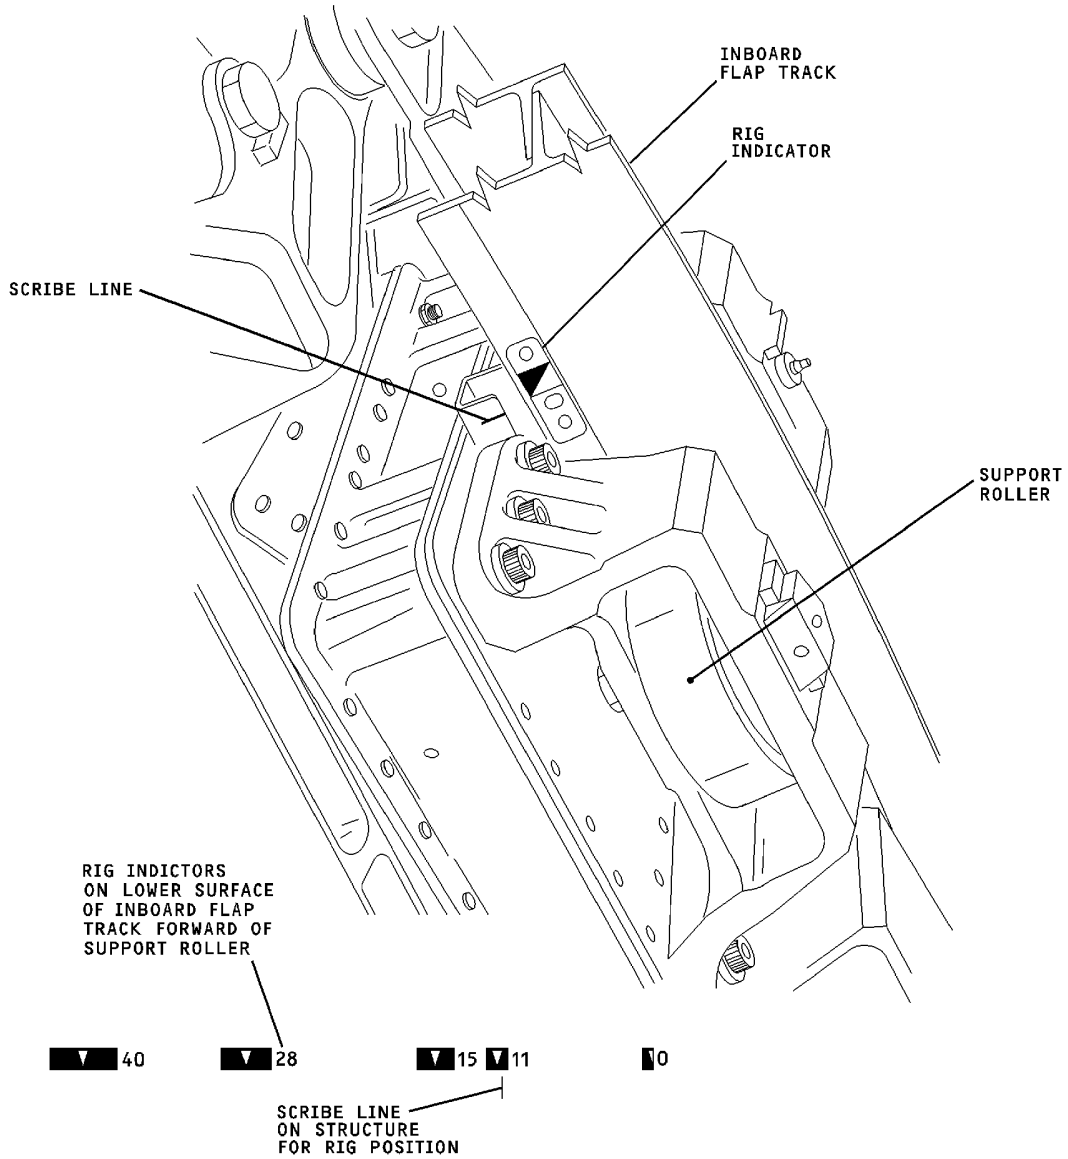 INBOARD
FLAP TRACK
RIG
INDICATOR
SCRIBE LINE
SUPPORT
ROLLER
RIG INDICTORS
ON LOWER SURFACE
OF INBOARD FLAP
TRACK FORWARD OF
SUPPORT ROLLER
40 28 15 11 0
SCRIBE LINE
ON STRUCTURE
FOR RIG POSITION